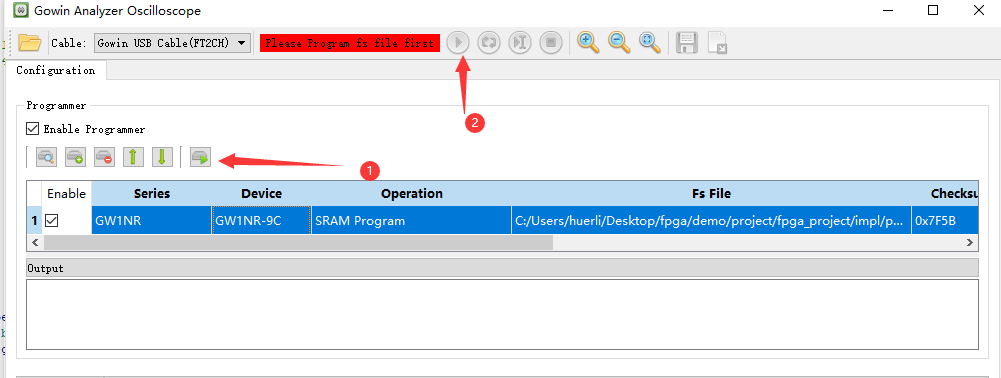 Gowin Analyzer Oscilloscope
Cable: Gowin USB Cable(FT2CH) Please Program fs file first
Configuration
2
Programmer
Enable Programmer
1
Enable Series Device Operation Fs File Checksu
1 GW1NR GW1NR-9C SRAM Program C:/Users/huerli/Desktop/fpga/demo/project/fpga_project/impl/p... 0x7F5B
Output